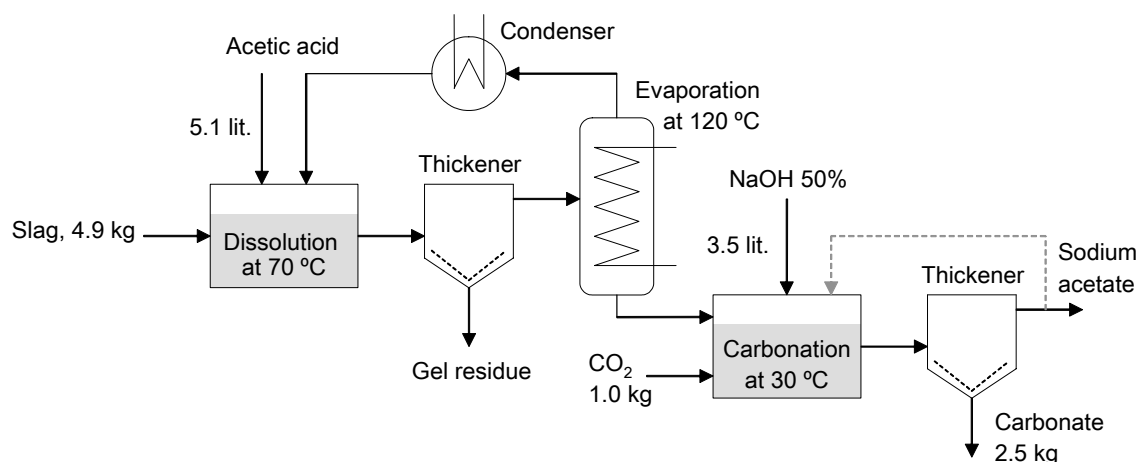 Condenser
Acetic acid
Evaporation
at 120 ºC
5.1 lit.
Thickener
NaOH 50%
Slag, 4.9 kg
Dissolution
at 70 ºC
3.5 lit.
Sodium
acetate
Thickener
Gel residue
CO₂
1.0 kg
Carbonation
at 30 ºC
Carbonate
2.5 kg